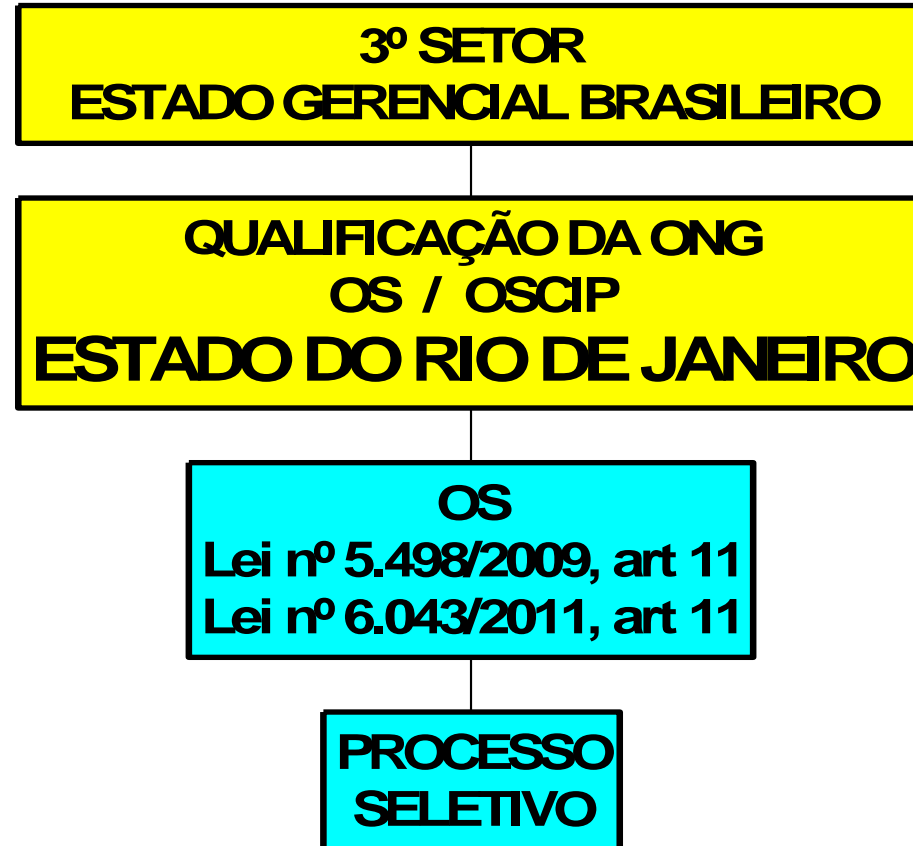 3º SETOR
ESTADO GERENCIAL BRASILEIRO
QUALIFICAÇÃO DA ONG
OS / OSCIP
ESTADO DO RIO DE JANEIRO
OS
Lei nº 5.498/2009, art 11
Lei nº 6.043/2011, art 11
PROCESSO
SELETIVO